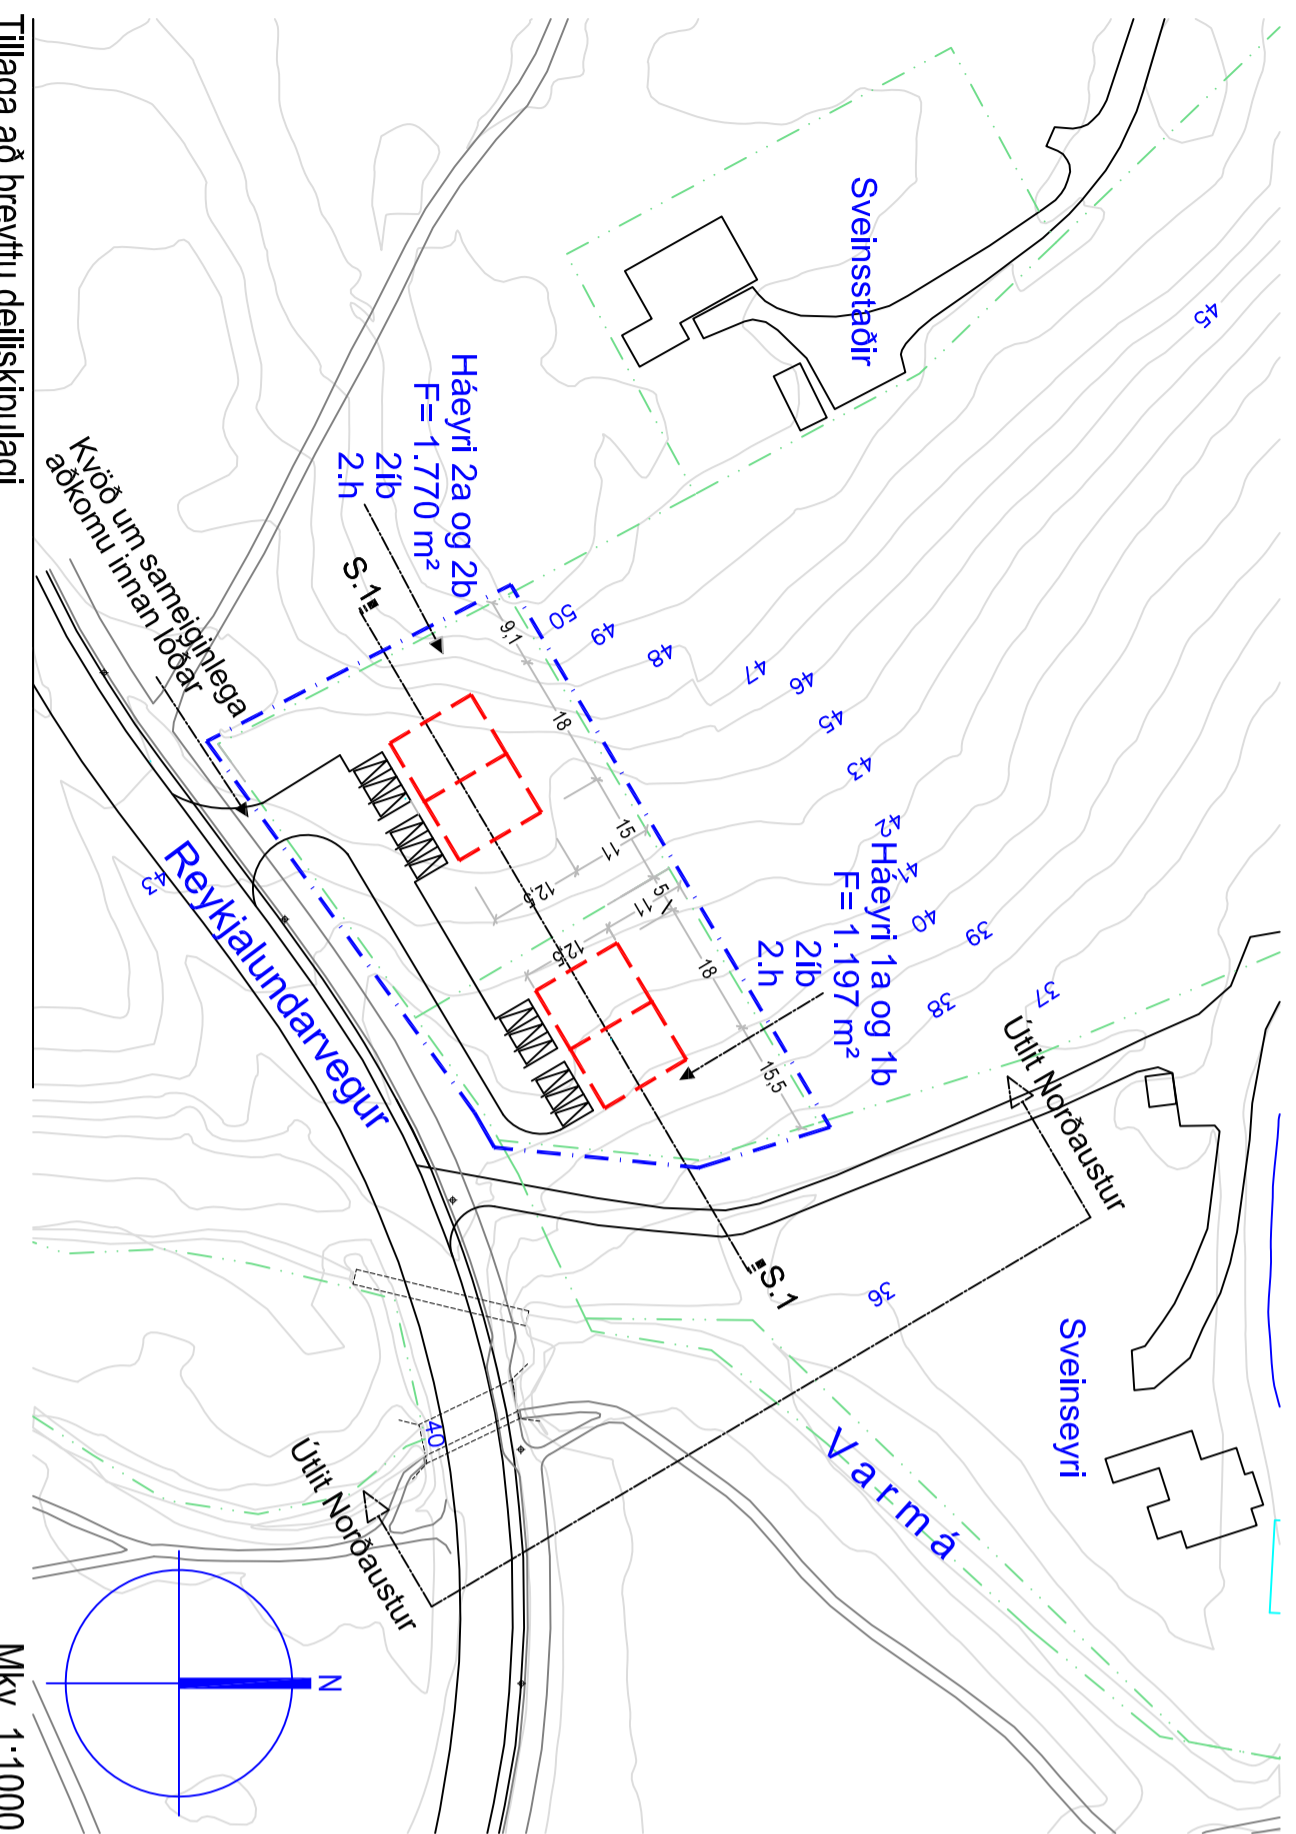 Sveinsstaðir
45
Háeyri 2a og 2b
F= 1.770 m²
2íb
2.h
S.1
Kvöð um sameiginlega
aðkomu innan lóðar
50
49
48
47
46
45
43
42
41
40
39
38
37
36
9,1
18
15
11
12,5
5
11
12,5
18
15,5
Háeyri 1a og 1b
F= 1.197 m²
2íb
2.h
Reykjalundarvegur
43
S.1
Útlit Norðaustur
Sveinseyri
Varmá
40
Útlit Norðaustur
N
Tillaga að breyttu deiliskipulagi
Mkv. 1:1000